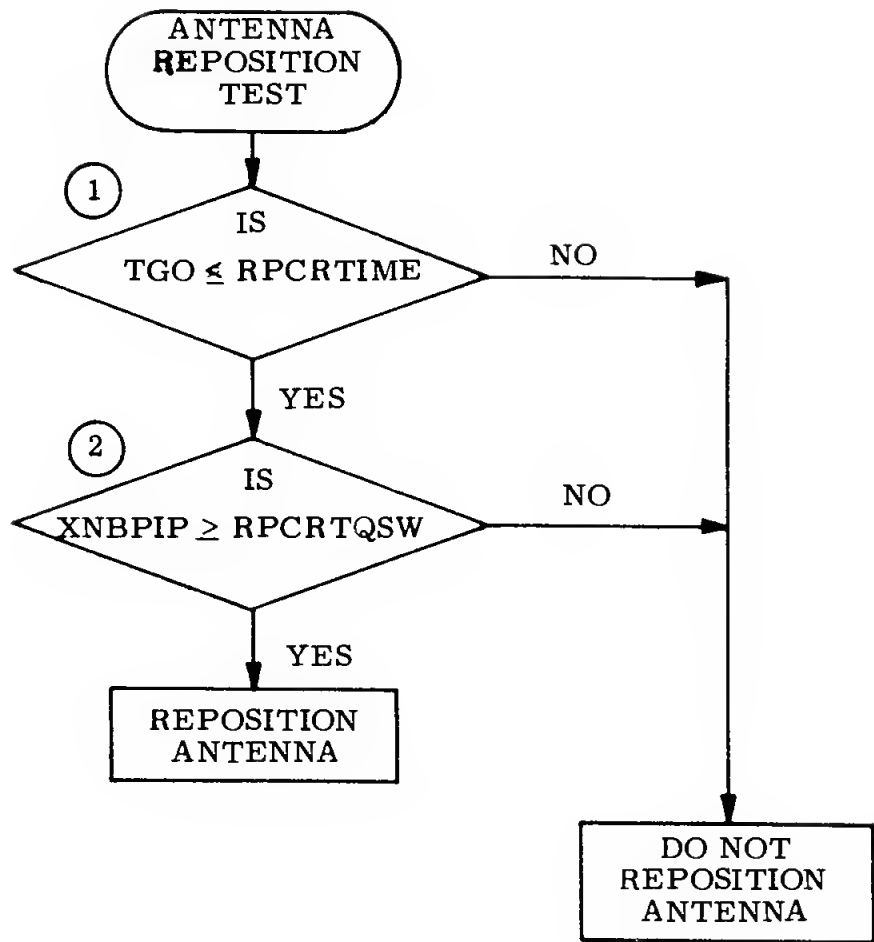 ANTENNA
REPOSITION
TEST
1
IS
TGO ≤ RPCRTIME
NO
YES
2
IS
XNBPIP ≥ RPCRTQSW
NO
YES
REPOSITION
ANTENNA
DO NOT
REPOSITION
ANTENNA